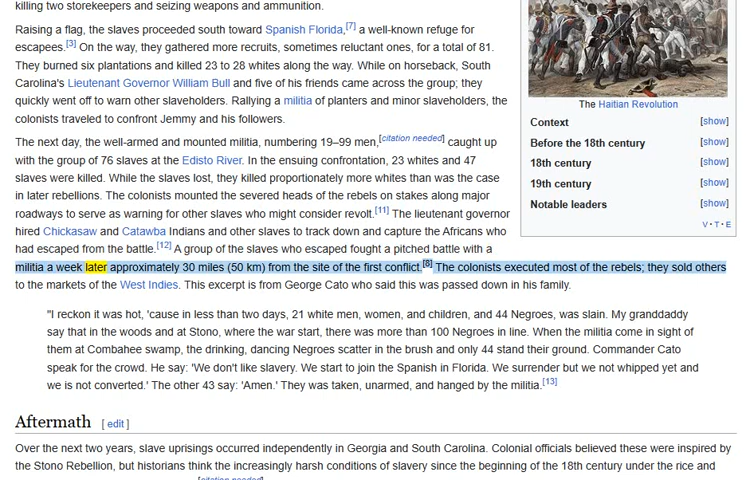 killing two storekeepers and seizing weapons and ammunition.
Raising a flag, the slaves proceeded south toward Spanish Florida,[7] a well-known refuge for
escapees.[3] On the way, they gathered more recruits, sometimes reluctant ones, for a total of 81.
They burned six plantations and killed 23 to 28 whites along the way. While on horseback, South
Carolina's Lieutenant Governor William Bull and five of his friends came across the group; they
quickly went off to warn other slaveholders. Rallying a militia of planters and minor slaveholders, the
colonists traveled to confront Jemmy and his followers.
The next day, the well-armed and mounted militia, numbering 19–99 men,[citation needed] caught up
with the group of 76 slaves at the Edisto River. In the ensuing confrontation, 23 whites and 47
slaves were killed. While the slaves lost, they killed proportionately more whites than was the case
in later rebellions. The colonists mounted the severed heads of the rebels on stakes along major
roadways to serve as warning for other slaves who might consider revolt.[11] The lieutenant governor
hired Chickasaw and Catawba Indians and other slaves to track down and capture the Africans who
had escaped from the battle.[12] A group of the slaves who escaped fought a pitched battle with a
militia a week later approximately 30 miles (50 km) from the site of the first conflict.[8] The colonists executed most of the rebels; they sold others
to the markets of the West Indies. This excerpt is from George Cato who said this was passed down in his family.
"I reckon it was hot, 'cause in less than two days, 21 white men, women, and children, and 44 Negroes, was slain. My granddaddy
say that in the woods and at Stono, where the war start, there was more than 100 Negroes in line. When the militia come in sight of
them at Combahee swamp, the drinking, dancing Negroes scatter in the brush and only 44 stand their ground. Commander Cato
speak for the crowd. He say: 'We don't like slavery. We start to join the Spanish in Florida. We surrender but we not whipped yet and
we is not converted.' The other 43 say: 'Amen.' They was taken, unarmed, and hanged by the militia.[13]
Aftermath [ edit ]
Over the next two years, slave uprisings occurred independently in Georgia and South Carolina. Colonial officials believed these were inspired by
the Stono Rebellion, but historians think the increasingly harsh conditions of slavery since the beginning of the 18th century under the rice and
[citation needed]
The Haitian Revolution
Context [show]
Before the 18th century [show]
18th century [show]
19th century [show]
Notable leaders [show]
V • T • E